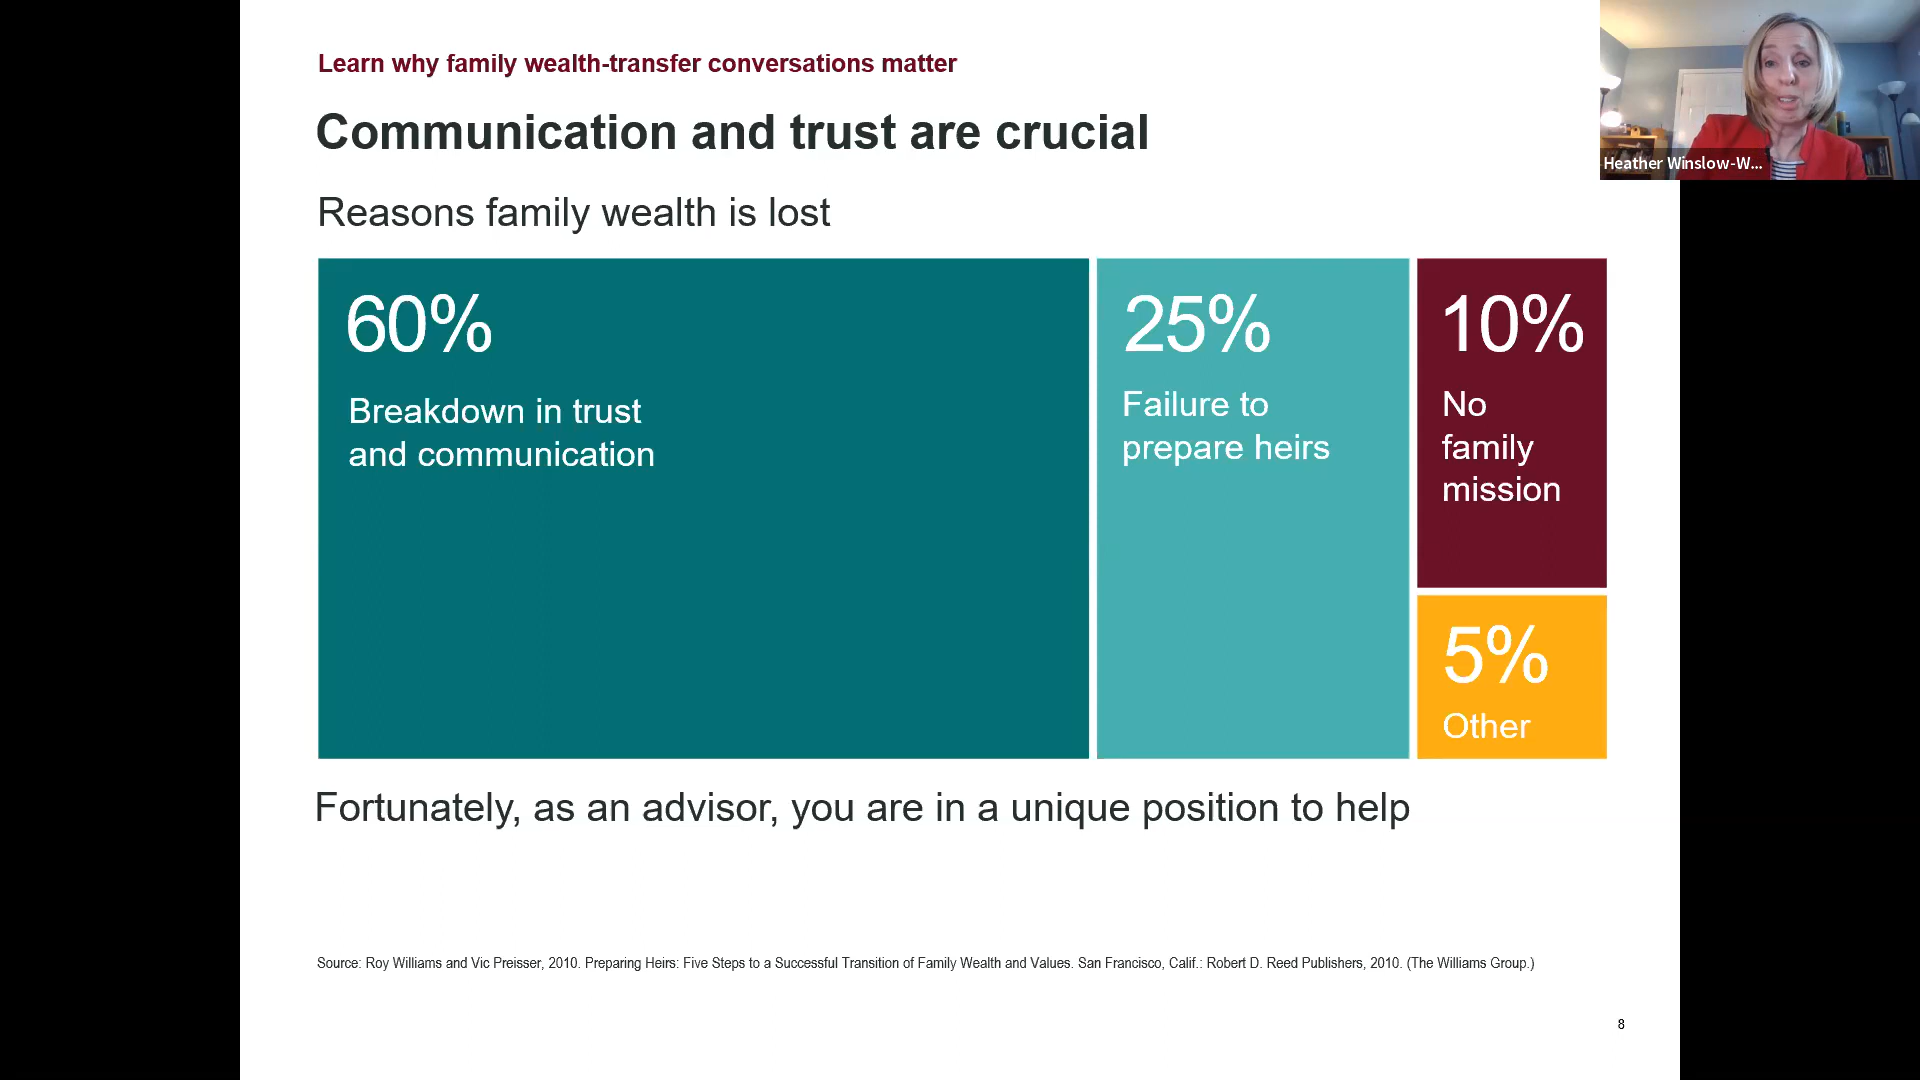 Learn why family wealth-transfer conversations matter
Communication and trust are crucial
Reasons family wealth is lost
60%
Breakdown in trust
and communication
25%
Failure to
prepare heirs
10%
No
family
mission
5%
Other
Fortunately, as an advisor, you are in a unique position to help
Source: Roy Williams and Vic Preisser, 2010. Preparing Heirs: Five Steps to a Successful Transition of Family Wealth and Values. San Francisco, Calif.: Robert D. Reed Publishers, 2010. (The Williams Group.)
8
Heather Winslow-W...